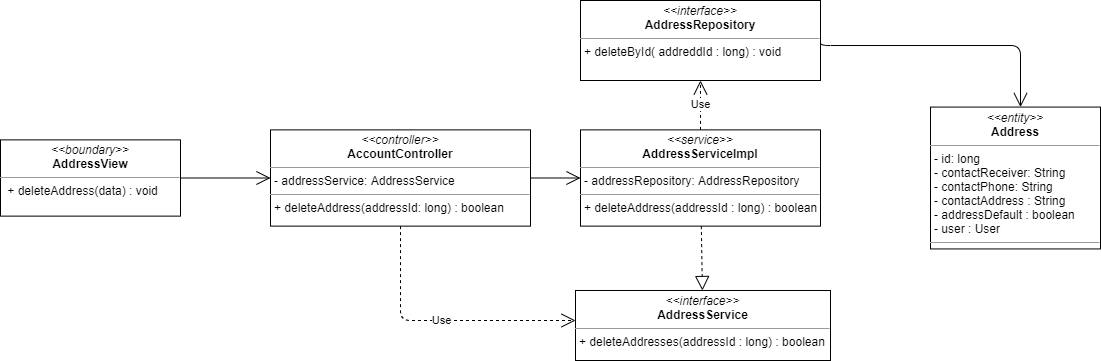 <<interface>>
AddressRepository
+ deleteById( addreddId : long) : void
Use
<<boundary>>
AddressView
+ deleteAddress(data) : void
<<controller>>
AccountController
- addressService: AddressService
+ deleteAddress(addressId: long) : boolean
<<service>>
AddressServiceImpl
- addressRepository: AddressRepository
+ deleteAddress(addressId : long) : boolean
<<entity>>
Address
- id: long
- contactReceiver: String
- contactPhone: String
- contactAddress : String
- addressDefault : boolean
- user : User
Use
<<interface>>
AddressService
+ deleteAddresses(addressId : long) : boolean